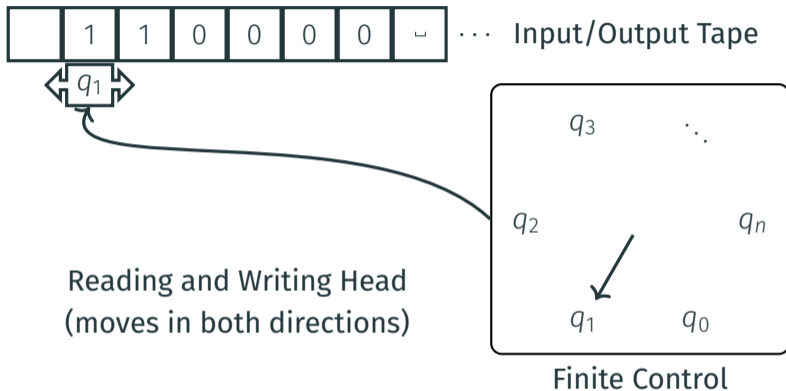 1 1 0 0 0 0 ␣ ··· Input/Output Tape
q₁
q₃ ⋱
q₂ qₙ
Reading and Writing Head
(moves in both directions)
q₁ q₀
Finite Control